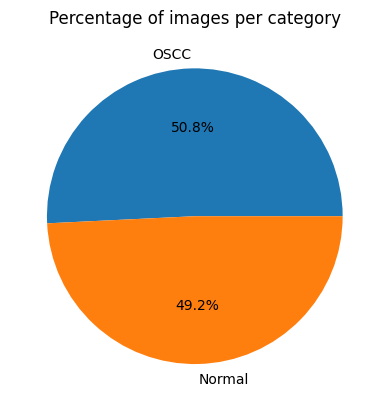 Percentage of images per category
OSCC
50.8%
49.2%
Normal